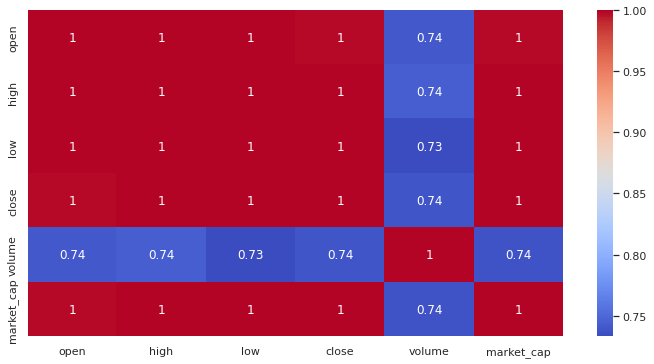 open 1 1 1 1 0.74 1
high 1 1 1 1 0.74 1
low 1 1 1 1 0.73 1
close 1 1 1 1 0.74 1
volume 0.74 0.74 0.73 0.74 1 0.74
market_cap 1 1 1 1 0.74 1
open high low close volume market_cap
1.00
0.95
0.90
0.85
0.80
0.75